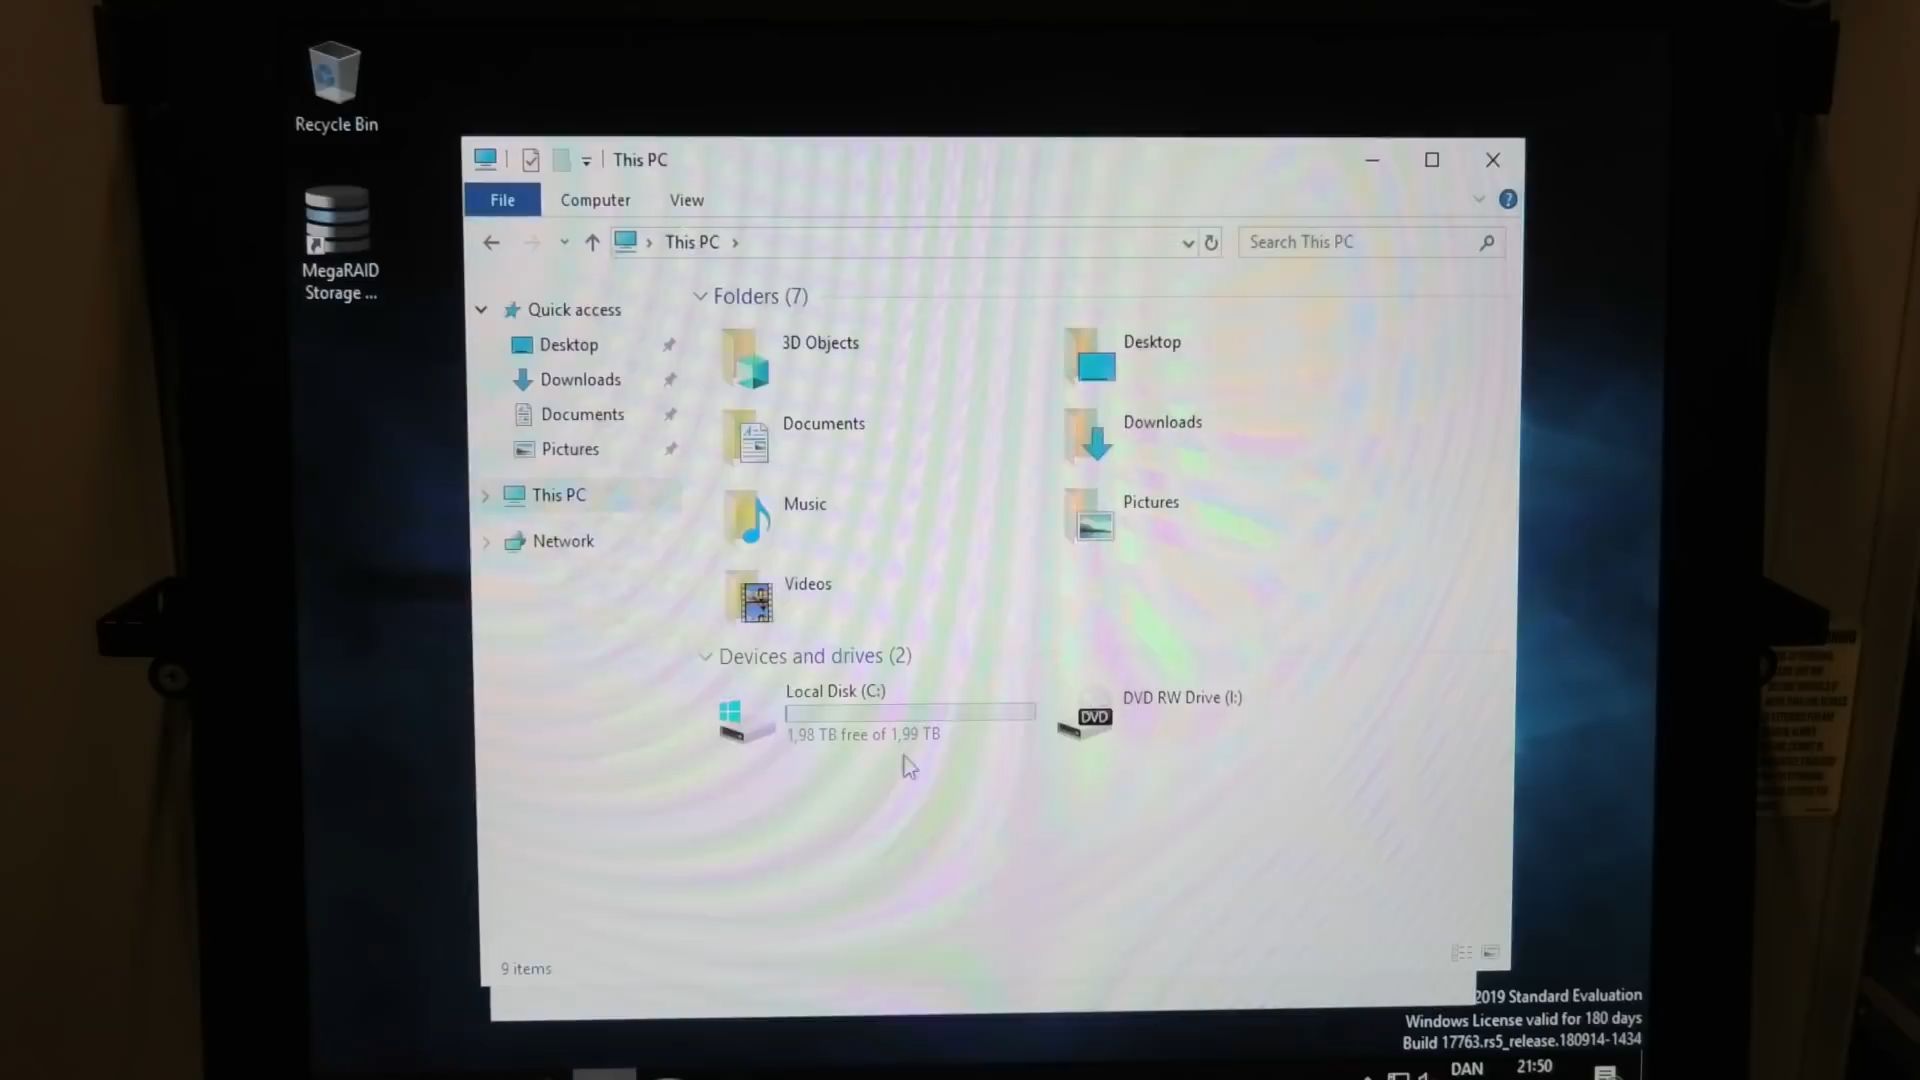 Recycle Bin
MegaRAID
Storage ...
This PC
File
Computer
View
This PC
Search This PC
Quick access
Desktop
Downloads
Documents
Pictures
This PC
Network
Folders (7)
3D Objects
Desktop
Documents
Downloads
Music
Pictures
Videos
Devices and drives (2)
Local Disk (C:)
1,98 TB free of 1,99 TB
DVD
DVD RW Drive (I:)
9 items
2019 Standard Evaluation
Windows License valid for 180 days
Build 17763.rs5_release.180914-1434
DAN
21:50